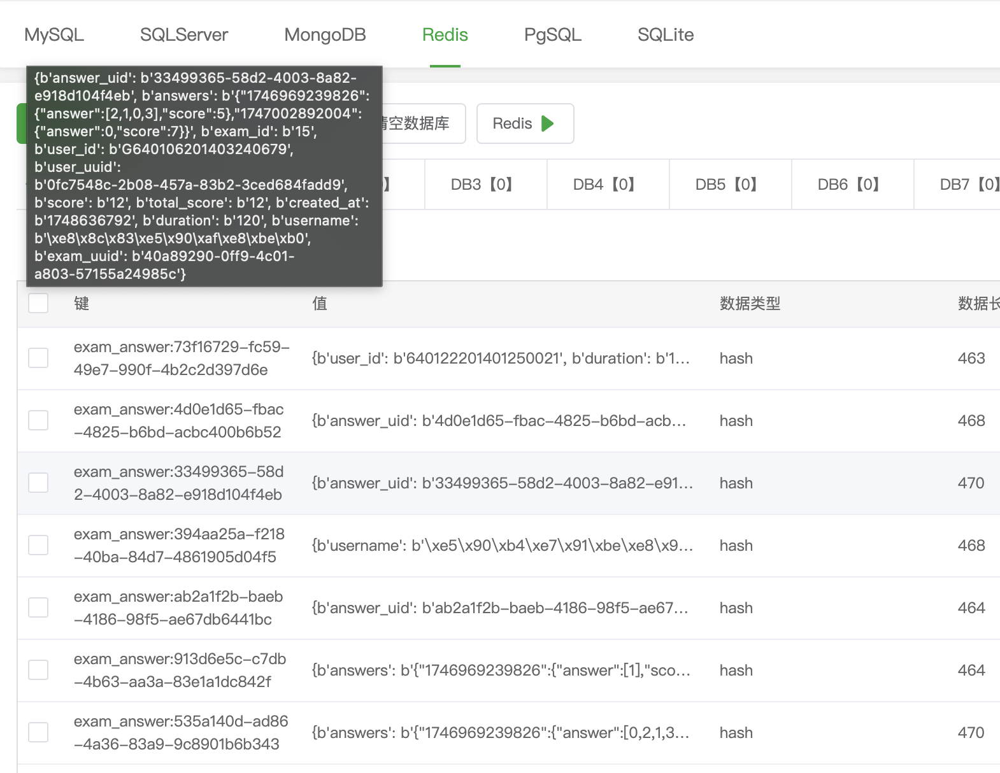 MySQL SQLServer MongoDB Redis PgSQL SQLite
{b'answer_uid': b'33499365-58d2-4003-8a82-
e918d104f4eb', b'answers': b'{"1746969239826":
{"answer":[2,1,0,3],"score":5},"1747002892004":
{"answer":0,"score":7}}', b'exam_id': b'15',
b'user_id': b'G640106201403240679',
b'user_uuid':
b'0fc7548c-2b08-457a-83b2-3ced684fadd9',
b'score': b'12', b'total_score': b'12', b'created_at':
b'1748636792', b'duration': b'120', b'username':
b'\xe8\x8c\x83\xe5\x90\xaf\xe8\xbe\xb0',
b'exam_uuid': b'40a89290-0ff9-4c01-
a803-57155a24985c'}
清空数据库 Redis
DB3【0】 DB4【0】 DB5【0】 DB6【0】 DB7【0】
键 值 数据类型 数据长
exam_answer:73f16729-fc59-
49e7-990f-4b2c2d397d6e
{b'user_id': b'640122201401250021', b'duration': b'1... hash 463
exam_answer:4d0e1d65-fbac
-4825-b6bd-acbc400b6b52
{b'answer_uid': b'4d0e1d65-fbac-4825-b6bd-acb... hash 468
exam_answer:33499365-58d
2-4003-8a82-e918d104f4eb
{b'answer_uid': b'33499365-58d2-4003-8a82-e91... hash 470
exam_answer:394aa25a-f218
-40ba-84d7-4861905d04f5
{b'username': b'\xe5\x90\xb4\xe7\x91\xbe\xe8\x9... hash 468
exam_answer:ab2a1f2b-baeb
-4186-98f5-ae67db6441bc
{b'answer_uid': b'ab2a1f2b-baeb-4186-98f5-ae67... hash 464
exam_answer:913d6e5c-c7db
-4b63-aa3a-83e1a1dc842f
{b'answers': b'{"1746969239826":{"answer":[1],"sco... hash 464
exam_answer:535a140d-ad86
-4a36-83a9-9c8901b6b343
{b'answers': b'{"1746969239826":{"answer":[0,2,1,3... hash 470